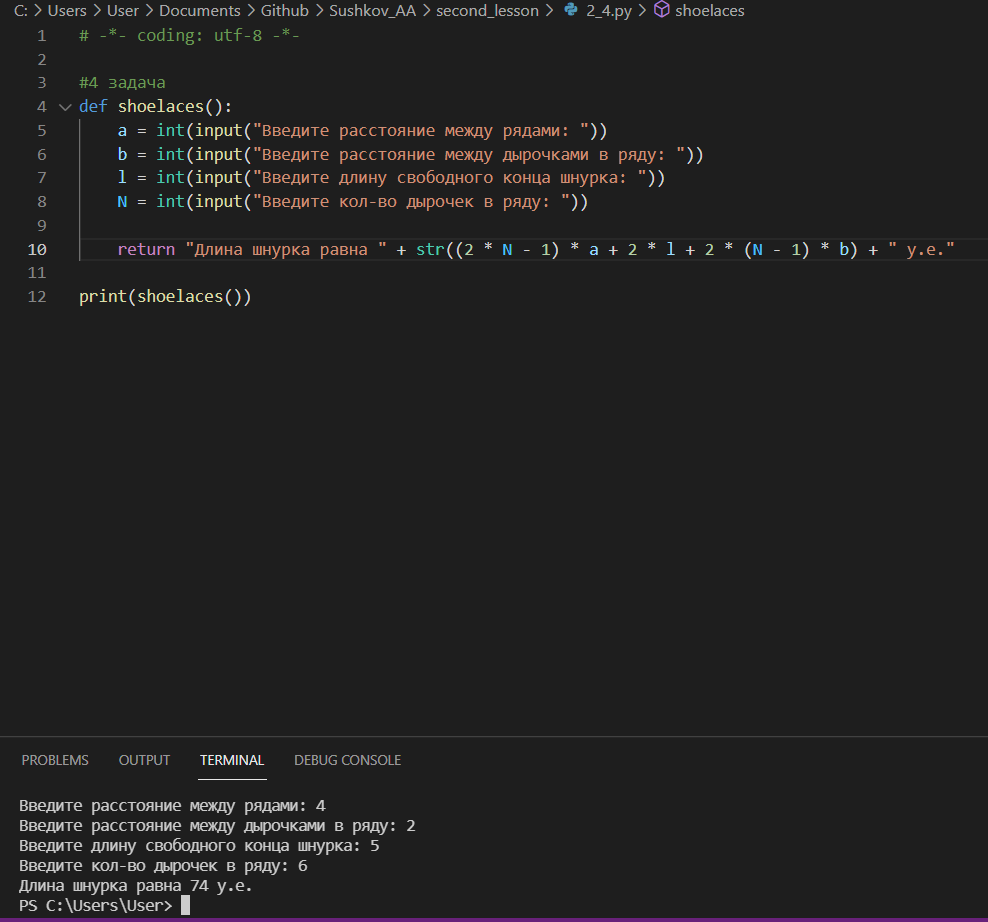 C: > Users > User > Documents > Github > Sushkov_AA > second_lesson > 2_4.py > shoelaces
1 # -*- coding: utf-8 -*-
2
3 #4 задача
4 def shoelaces():
5     a = int(input("Введите расстояние между рядами: "))
6     b = int(input("Введите расстояние между дырочками в ряду: "))
7     l = int(input("Введите длину свободного конца шнурка: "))
8     N = int(input("Введите кол-во дырочек в ряду: "))
9
10     return "Длина шнурка равна " + str((2 * N - 1) * a + 2 * l + 2 * (N - 1) * b) + " у.е."
11
12 print(shoelaces())
PROBLEMS OUTPUT TERMINAL DEBUG CONSOLE
Введите расстояние между рядами: 4
Введите расстояние между дырочками в ряду: 2
Введите длину свободного конца шнурка: 5
Введите кол-во дырочек в ряду: 6
Длина шнурка равна 74 у.е.
PS C:\Users\User>